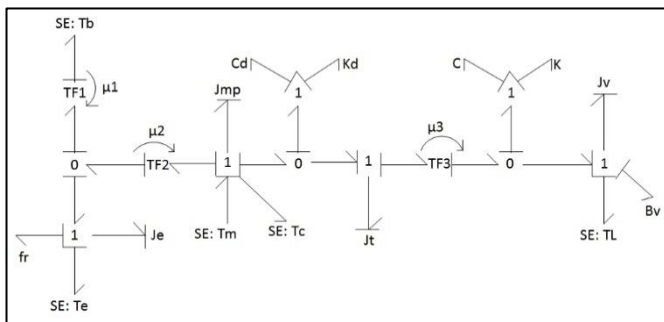 SE: Tb
Cd Kd C K
TF1 μ1 Jmp 1 1 Jv
μ2 μ3
0 TF2 1 0 1 TF3 0 1
Bv
1 Je SE: Tm SE: Tc Jt SE: TL
fr
SE: Te